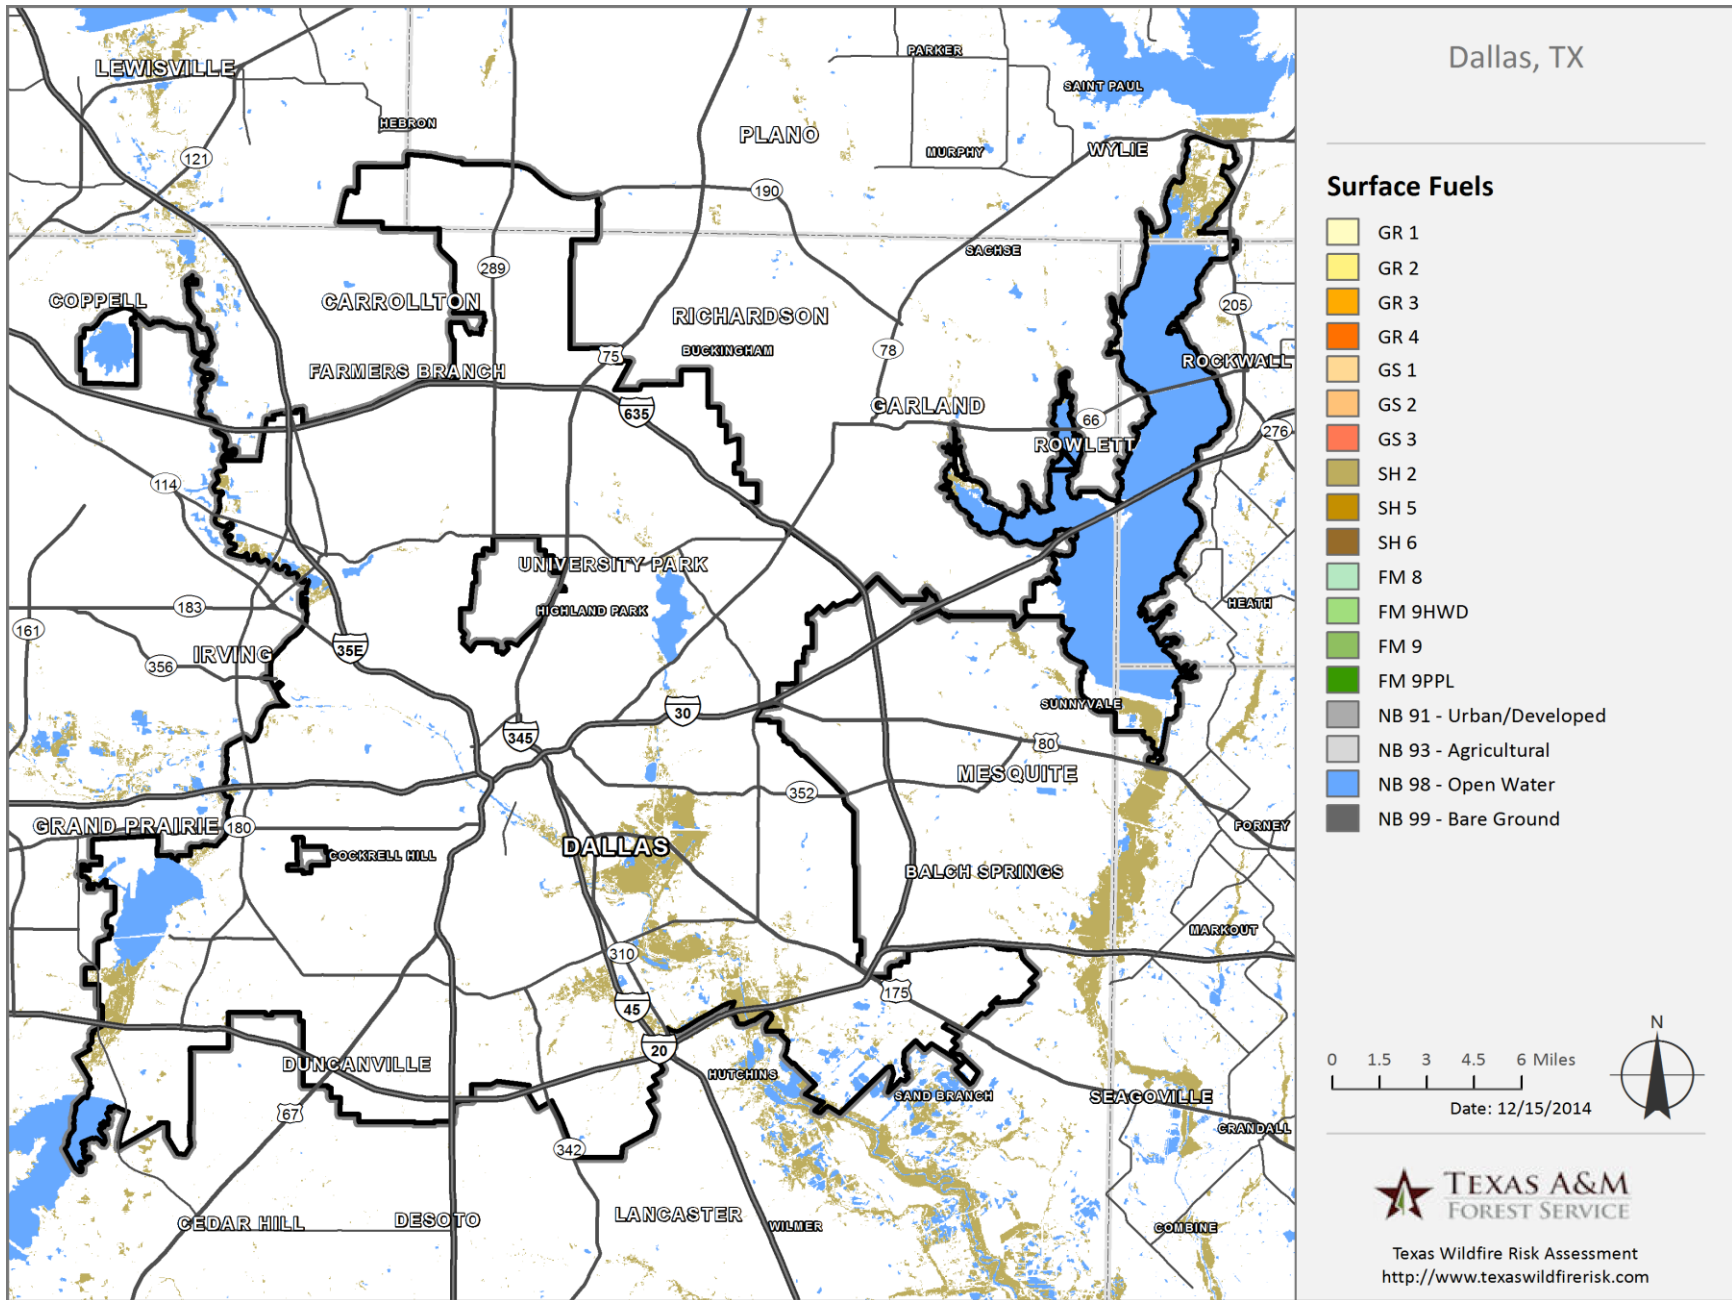 Dallas, TX
Surface Fuels
GR 1
GR 2
GR 3
GR 4
GS 1
GS 2
GS 3
SH 2
SH 5
SH 6
FM 8
FM 9HWD
FM 9
FM 9PPL
NB 91 - Urban/Developed
NB 93 - Agricultural
NB 98 - Open Water
NB 99 - Bare Ground
N
0 1.5 3 4.5 6 Miles
Date: 12/15/2014
TEXAS A&M
FOREST SERVICE
Texas Wildfire Risk Assessment
http://www.texaswildfirerisk.com
PARKER
LEWISVILLE
SAINT PAUL
HEBRON
PLANO
MURPHY
WYLIE
121
190
SACHSE
289
COPPELL
CARROLLTON
205
RICHARDSON
75
BUCKINGHAM
78
ROCKWALL
FARMERS BRANCH
635
GARLAND
66
276
ROWLETT
114
UNIVERSITY PARK
183
HIGHLAND PARK
HEATH
161
35E
IRVING
356
SUNNYVALE
30
345
80
MESQUITE
352
GRAND PRAIRIE
180
FORNEY
DALLAS
COCKRELL HILL
BALCH SPRINGS
MARKOUT
310
175
45
20
DUNCANVILLE
HUTCHINS
SAND BRANCH
SEAGOVILLE
67
CRANDALL
342
CEDAR HILL
DESOTO
LANCASTER
WILMER
COMBINE